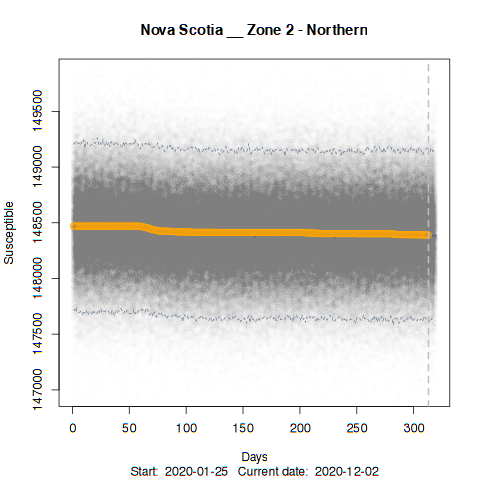 Nova Scotia __ Zone 2 - Northern
Susceptible
149500
149000
148500
148000
147500
147000
0 50 100 150 200 250 300
Days
Start: 2020-01-25 Current date: 2020-12-02